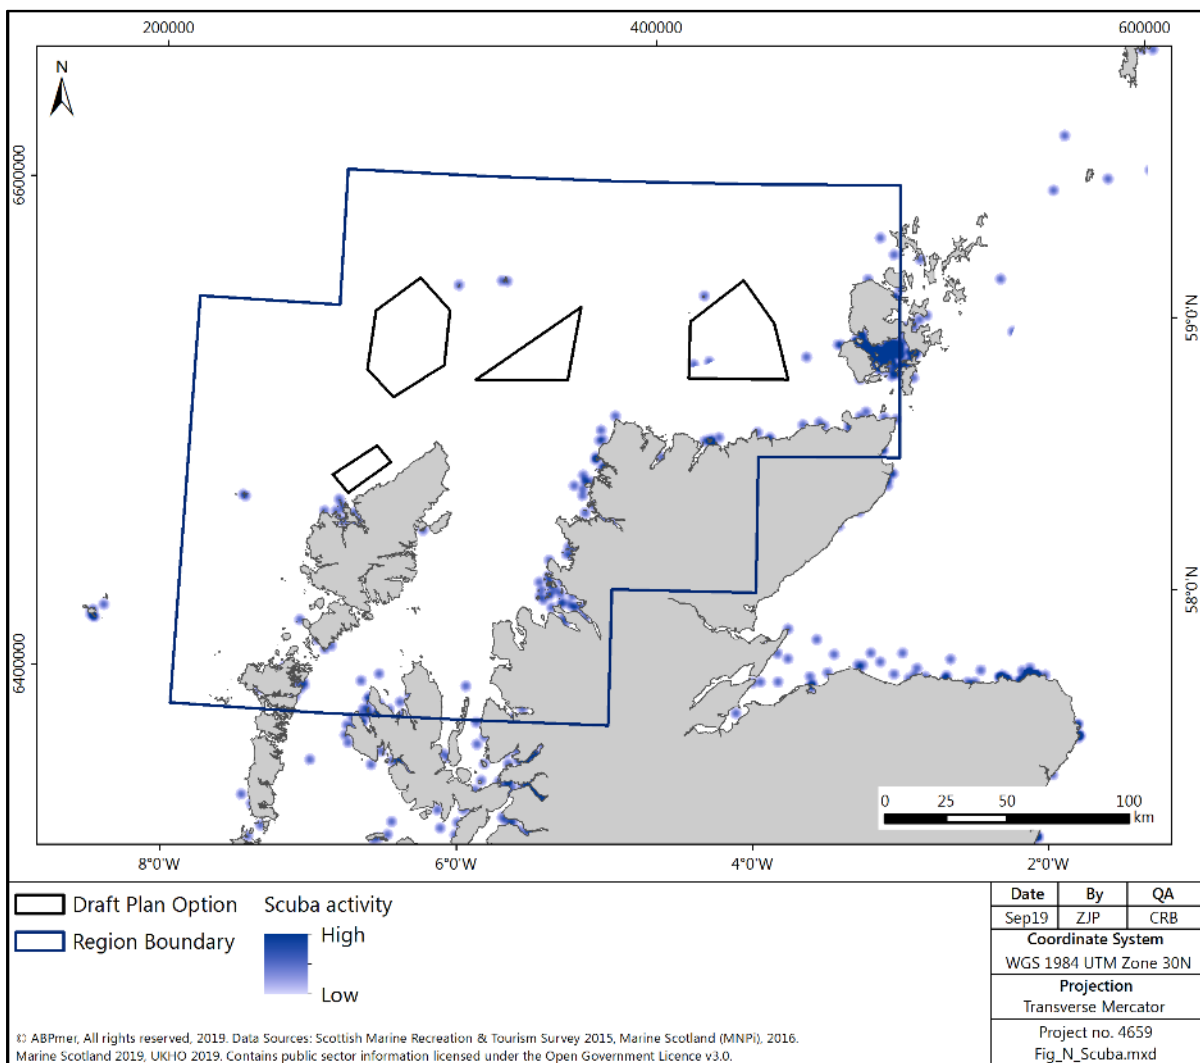 200000 400000 600000
N
6600000
59°0'N
58°0'N
6400000
0 25 50 100
km
8°0'W 6°0'W 4°0'W 2°0'W
Draft Plan Option
Region Boundary
Scuba activity
High
Low
Date By QA
Sep19 ZJP CRB
Coordinate System
WGS 1984 UTM Zone 30N
Projection
Transverse Mercator
Project no. 4659
Fig_N_Scuba.mxd
© ABPmer, All rights reserved, 2019. Data Sources: Scottish Marine Recreation & Tourism Survey 2015, Marine Scotland (MNPi), 2016.
Marine Scotland 2019, UKHO 2019. Contains public sector information licensed under the Open Government Licence v3.0.